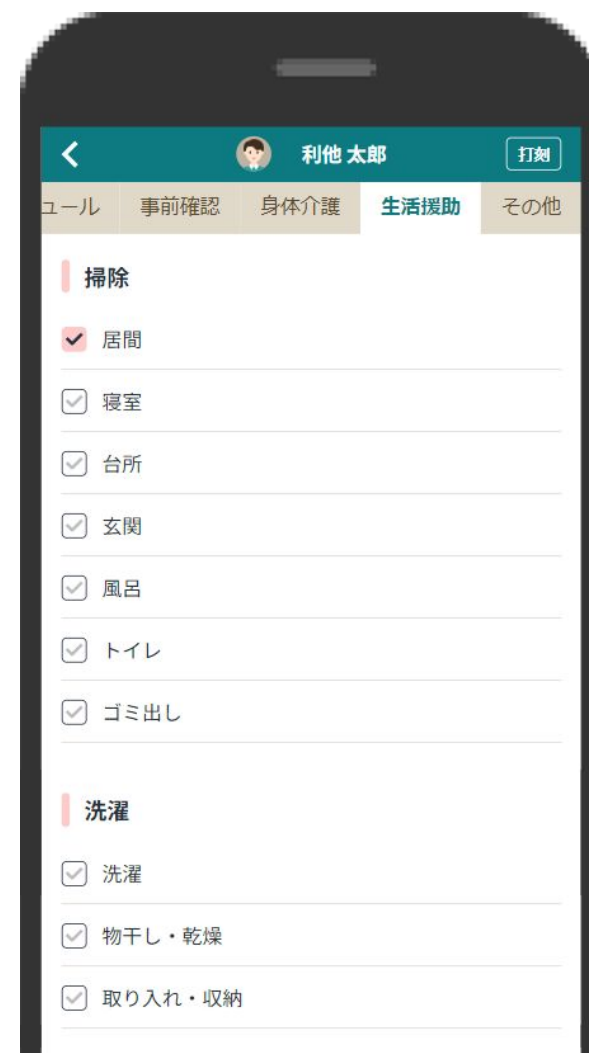 利他 太郎
打刻
ュール 事前確認 身体介護 生活援助 その他
掃除
居間
寝室
台所
玄関
風呂
トイレ
ゴミ出し
洗濯
洗濯
物干し・乾燥
取り入れ・収納